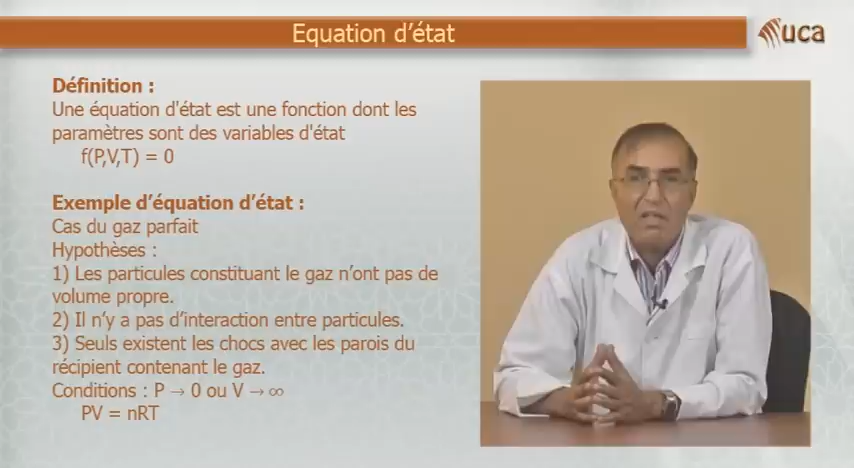 Equation d'état
uca
Définition :
Une équation d'état est une fonction dont les
paramètres sont des variables d'état
f(P,V,T) = 0
Exemple d'équation d'état :
Cas du gaz parfait
Hypothèses :
1) Les particules constituant le gaz n'ont pas de
volume propre.
2) Il n'y a pas d'interaction entre particules.
3) Seuls existent les chocs avec les parois du
récipient contenant le gaz.
Conditions : P → 0 ou V → ∞
PV = nRT